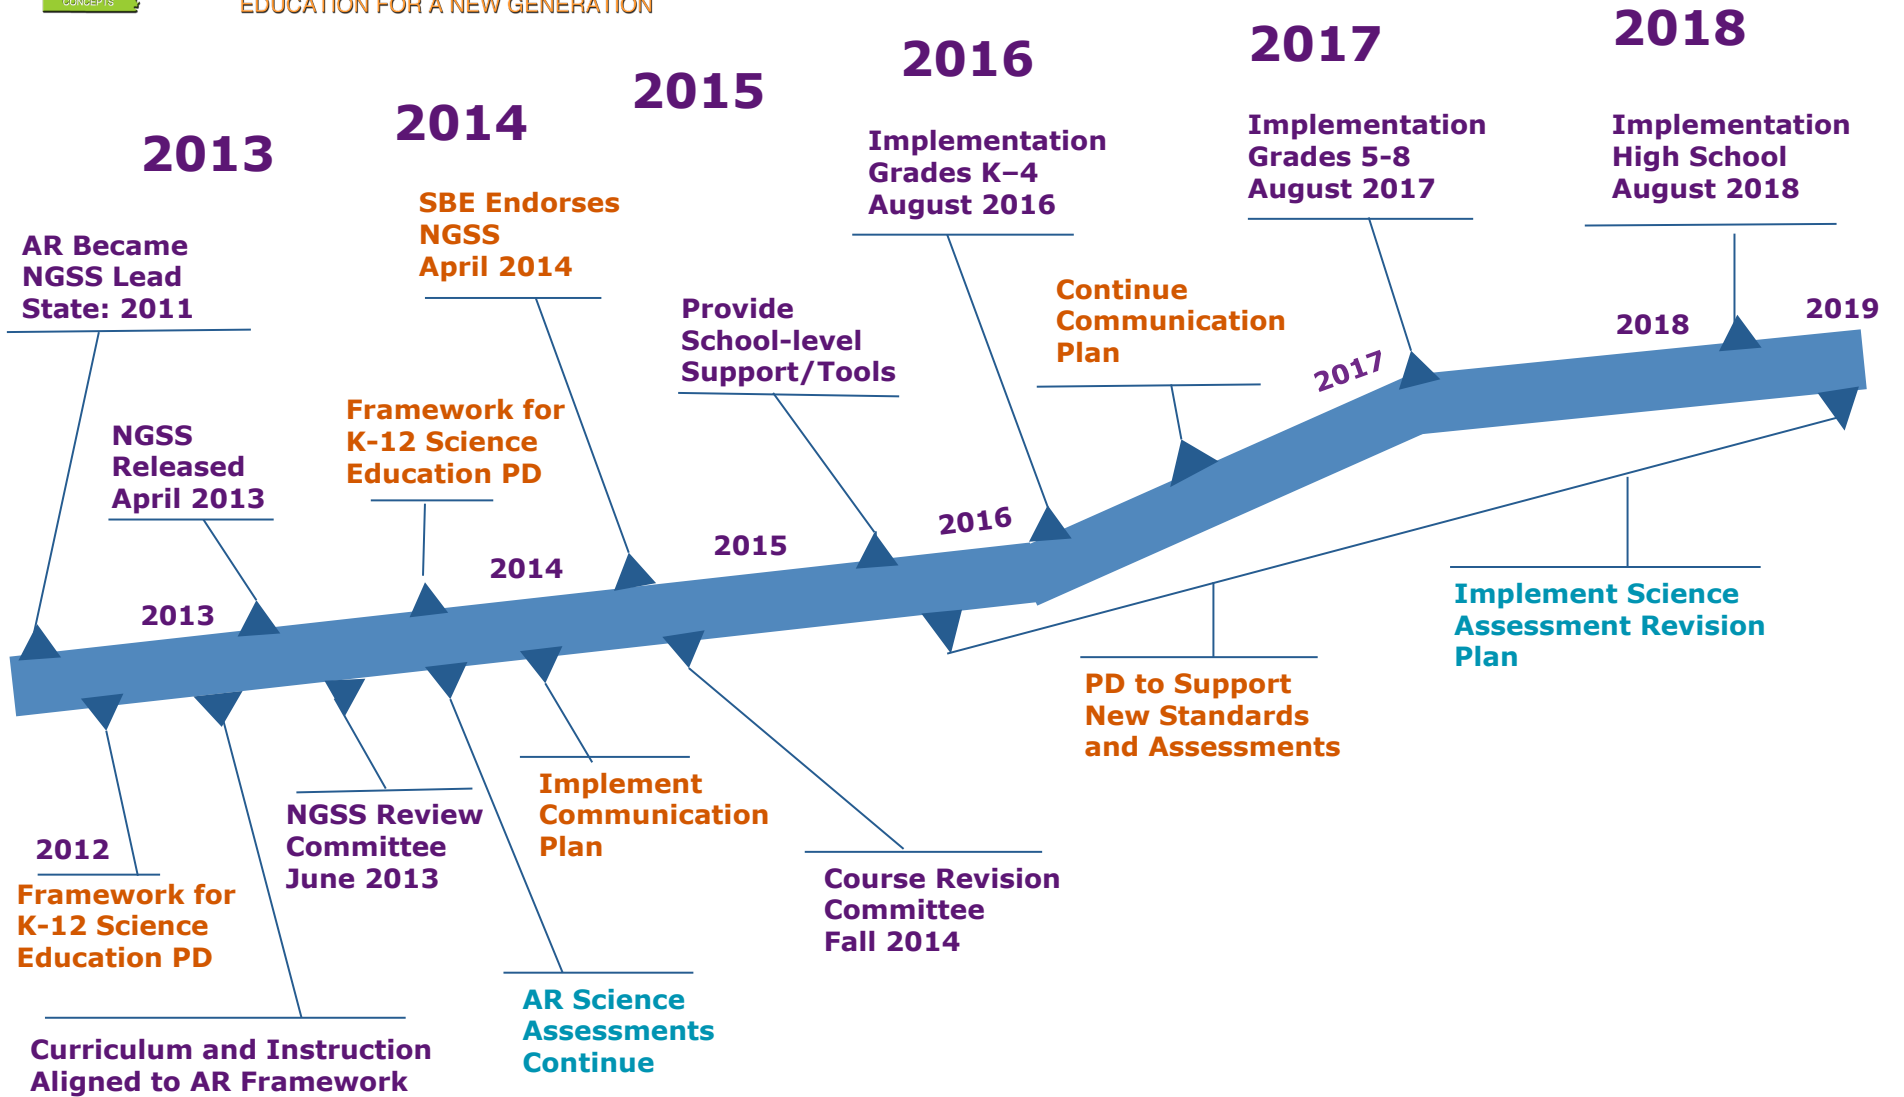 CONCEPTS
EDUCATION FOR A NEW GENERATION
2013
2014
2015
2016
2017
2018
AR Became
NGSS Lead
State: 2011
NGSS
Released
April 2013
Framework for
K-12 Science
Education PD
SBE Endorses
NGSS
April 2014
Provide
School-level
Support/Tools
Implementation
Grades K–4
August 2016
Continue
Communication
Plan
Implementation
Grades 5-8
August 2017
Implementation
High School
August 2018
2013
2014
2015
2016
2017
2018
2019
2012
Framework for
K-12 Science
Education PD
Curriculum and Instruction
Aligned to AR Framework
NGSS Review
Committee
June 2013
AR Science
Assessments
Continue
Implement
Communication
Plan
Course Revision
Committee
Fall 2014
PD to Support
New Standards
and Assessments
Implement Science
Assessment Revision
Plan